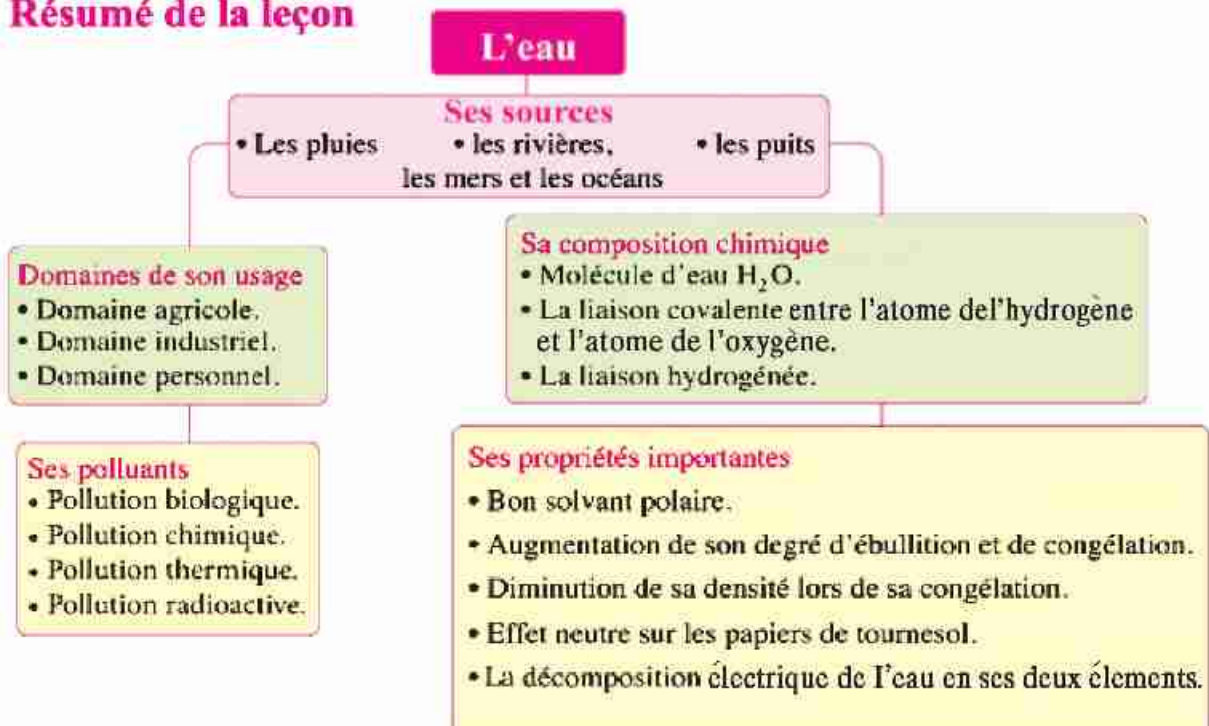 Résumé de la leçon
L'eau
Ses sources
• Les pluies • les rivières, • les puits
les mers et les océans
Domaines de son usage
• Domaine agricole.
• Domaine industriel.
• Domaine personnel.
Ses polluants
• Pollution biologique.
• Pollution chimique.
• Pollution thermique.
• Pollution radioactive.
Sa composition chimique
• Molécule d'eau H₂O.
• La liaison covalente entre l'atome del'hydrogène
et l'atome de l'oxygène.
• La liaison hydrogénée.
Ses propriétés importantes
• Bon solvant polaire.
• Augmentation de son degré d'ébullition et de congélation.
• Diminution de sa densité lors de sa congélation.
• Effet neutre sur les papiers de tournesol.
• La décomposition électrique de I'eau en ses deux élements.